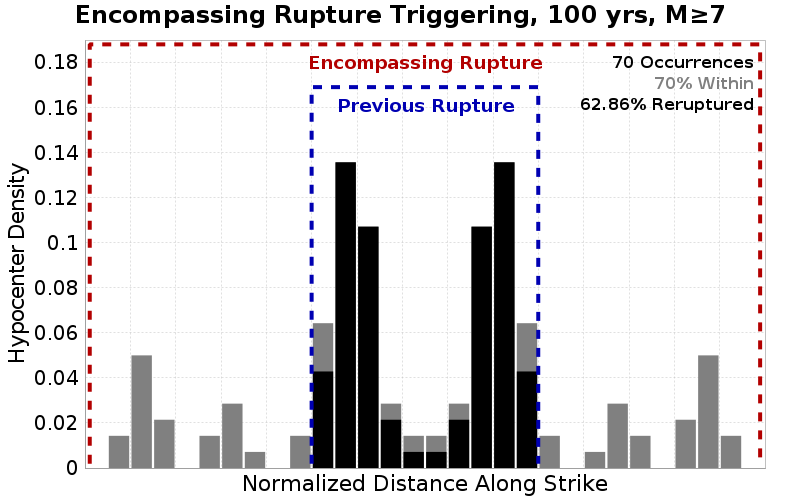 Encompassing Rupture Triggering, 100 yrs, M≥7
Encompassing Rupture
Previous Rupture
70 Occurrences
70% Within
62.86% Reruptured
Hypocenter Density
0.18
0.16
0.14
0.12
0.1
0.08
0.06
0.04
0.02
0
Normalized Distance Along Strike